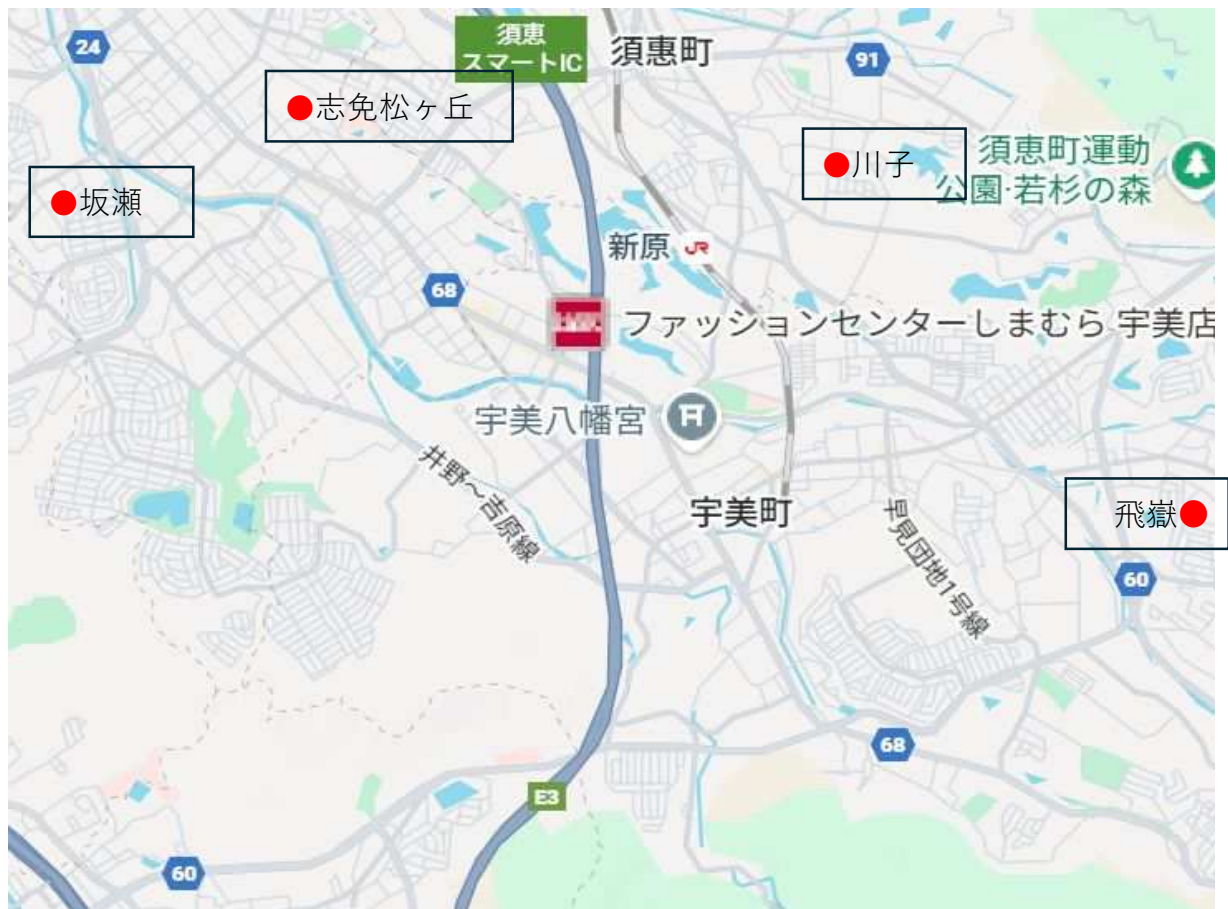 須恵
スマートIC
須惠町
24
91
●志免松ヶ丘
●川子
須恵町運動
公園·若杉の森
●坂瀬
新原
JR
68
ファッションセンターしまむら 宇美店
宇美八幡宮
井野～吉原線
宇美町
飛嶽●
早見団地1号線
60
68
E3
60